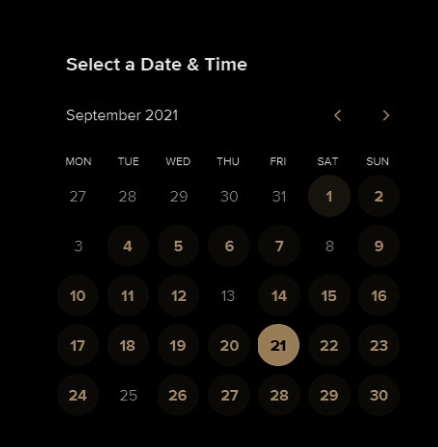 Select a Date & Time
September 2021
MON TUE WED THU FRI SAT SUN
27 28 29 30 31 1 2
3 4 5 6 7 8 9
10 11 12 13 14 15 16
17 18 19 20 21 22 23
24 25 26 27 28 29 30